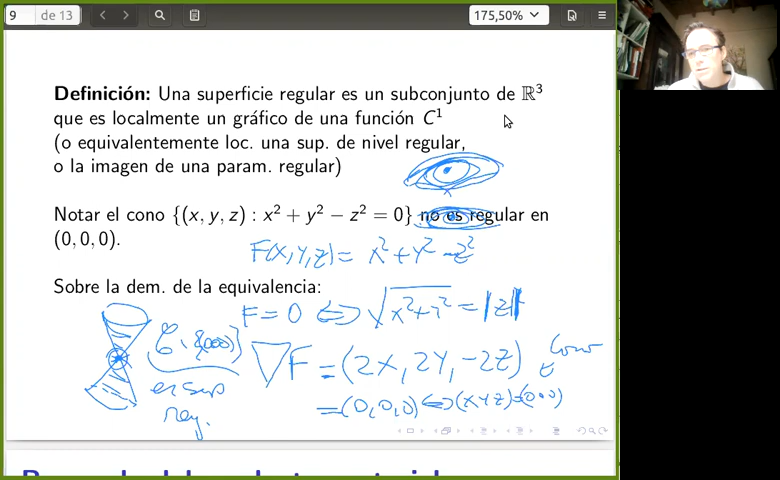 9 de 13 175,50%
Definición: Una superficie regular es un subconjunto de ℝ³
que es localmente un gráfico de una función C¹
(o equivalentemente loc. una sup. de nivel regular,
o la imagen de una param. regular)
Notar el cono {(x, y, z) : x² + y² − z² = 0} no es regular en
(0, 0, 0).
F(X,Y,Z) = X² + Y² − Z²
Sobre la dem. de la equivalencia:
F = 0 ⇔ √(X² + Y²) = |Z|
∇F = (2X, 2Y, −2Z)
= (0,0,0) ⇔ (X Y Z) = (0 0 0)
es sup
reg.